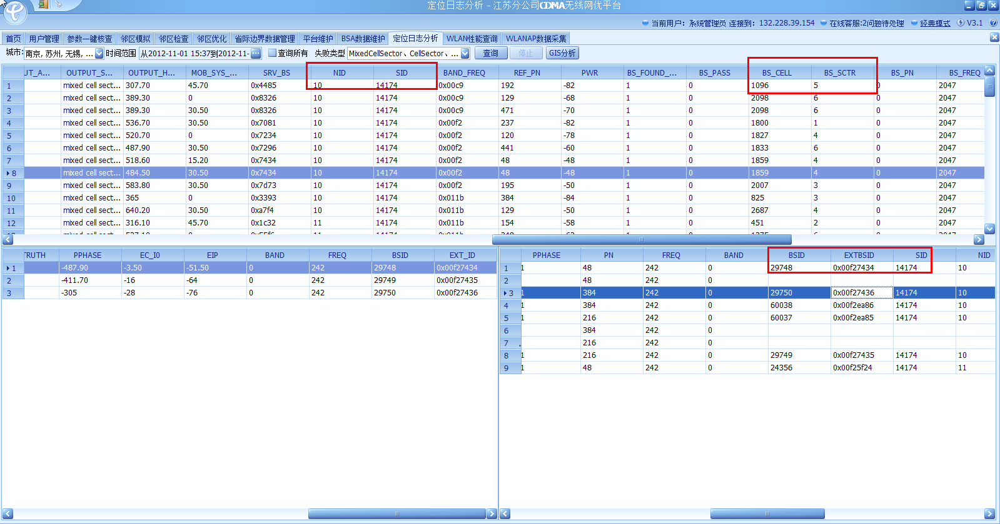 定位日志分析 - 江苏分公司CDMA无线网优平台
当前用户：系统管理员 连接到：132.228.39.154 在线客服:2问题待处理 经典模式 V3.1
首页 用户管理 参数一键核查 邻区模拟 邻区检查 邻区优化 省际边界数据管理 平台维护 BSA数据维护 定位日志分析 WLAN性能查询 WLANAP数据采集
城市: 南京, 苏州, 无锡, ... 时间范围 从2012-11-01 15:37到2012-11- 查询所有 失败类型 MixedCellSector、CellSector、... 查询 停止 GIS分析
UT_A... OUTPUT_S... OUTPUT_H... MOB_SYS_... SRV_BS NID SID BAND_FREQ REF_PN PWR BS_FOUND_... BS_PASS BS_CELL BS_SCTR BS_PN BS_FREQ
1 mixed cell sect... 307.70 45.70 0x4485 10 14174 0x00c9 192 -82 1 0 1096 5 0 2047
2 mixed cell sect... 389.30 0 0x8326 10 14174 0x00c9 129 -68 1 0 2098 6 0 2047
3 mixed cell sect... 389.30 30.50 0x8326 10 14174 0x00c9 471 -70 1 0 2098 6 0 2047
4 mixed cell sect... 536.70 30.50 0x7081 10 14174 0x00f2 237 -82 1 0 1800 1 0 2047
5 mixed cell sect... 520.70 0 0x7234 10 14174 0x00f2 120 -78 1 0 1827 4 0 2047
6 mixed cell sect... 487.90 30.50 0x7296 10 14174 0x00f2 441 -60 1 0 1833 6 0 2047
7 mixed cell sect... 518.60 15.20 0x7434 10 14174 0x00f2 48 -48 1 0 1859 4 0 2047
8 mixed cell sect... 484.50 30.50 0x7434 10 14174 0x00f2 48 -48 1 0 1859 4 0 2047
9 mixed cell sect... 583.80 30.50 0x7d73 10 14174 0x00f2 195 -50 1 0 2007 3 0 2047
10 mixed cell sect... 365 0 0x3393 10 14174 0x011b 384 -84 1 0 825 3 0 2047
11 mixed cell sect... 640.20 30.50 0xa7f4 10 14174 0x011b 129 -50 1 0 2687 4 0 2047
12 mixed cell sect... 316.10 45.70 0x1c32 11 14174 0x011b 154 -58 1 0 451 2 0 2047
TRUTH PPHASE EC_I0 EIP BAND FREQ BSID EXT_ID
1 -487.90 -3.50 -51.50 0 242 29748 0x00f27434
2 -411.70 -16 -64 0 242 29749 0x00f27435
3 -305 -28 -76 0 242 29750 0x00f27436
PPHASE PN FREQ BAND BSID EXTBSID SID NID
1 1 48 242 0 29748 0x00f27434 14174 10
2 48 242 0
3 1 384 242 0 29750 0x00f27436 14174 10
4 1 384 242 0 60038 0x00f2ea86 14174 10
5 1 216 242 0 60037 0x00f2ea85 14174 10
6 384 242 0
7 . 216 242 0
8 1 216 242 0 29749 0x00f27435 14174 10
9 1 48 242 0 24356 0x00f25f24 14174 11